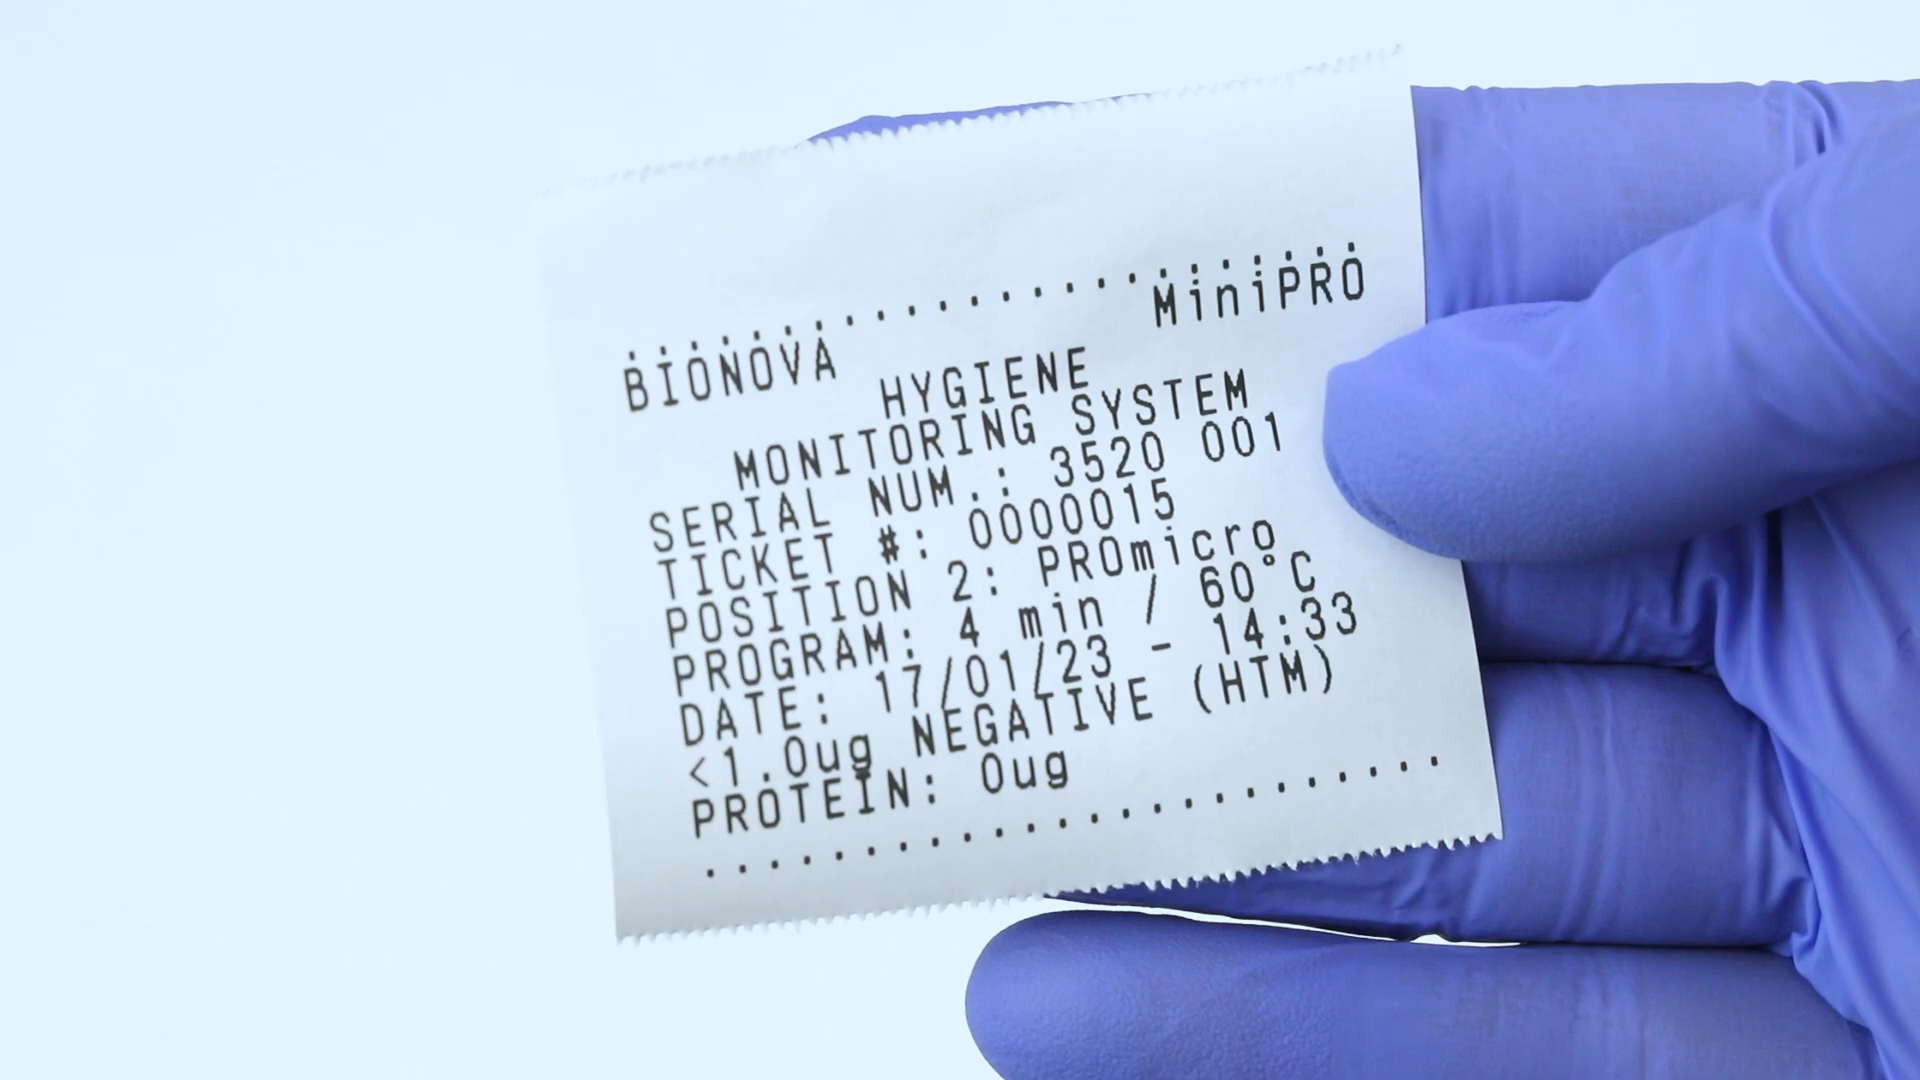 BIONOVA MiniPRO
HYGIENE
MONITORING SYSTEM
SERIAL NUM.: 3520 001
TICKET #: 0000015
POSITION 2: PROmicro
PROGRAM: 4 min / 60°C
DATE: 17/01/23 - 14:33
<1.0ug NEGATIVE (HTM)
PROTEIN: 0ug